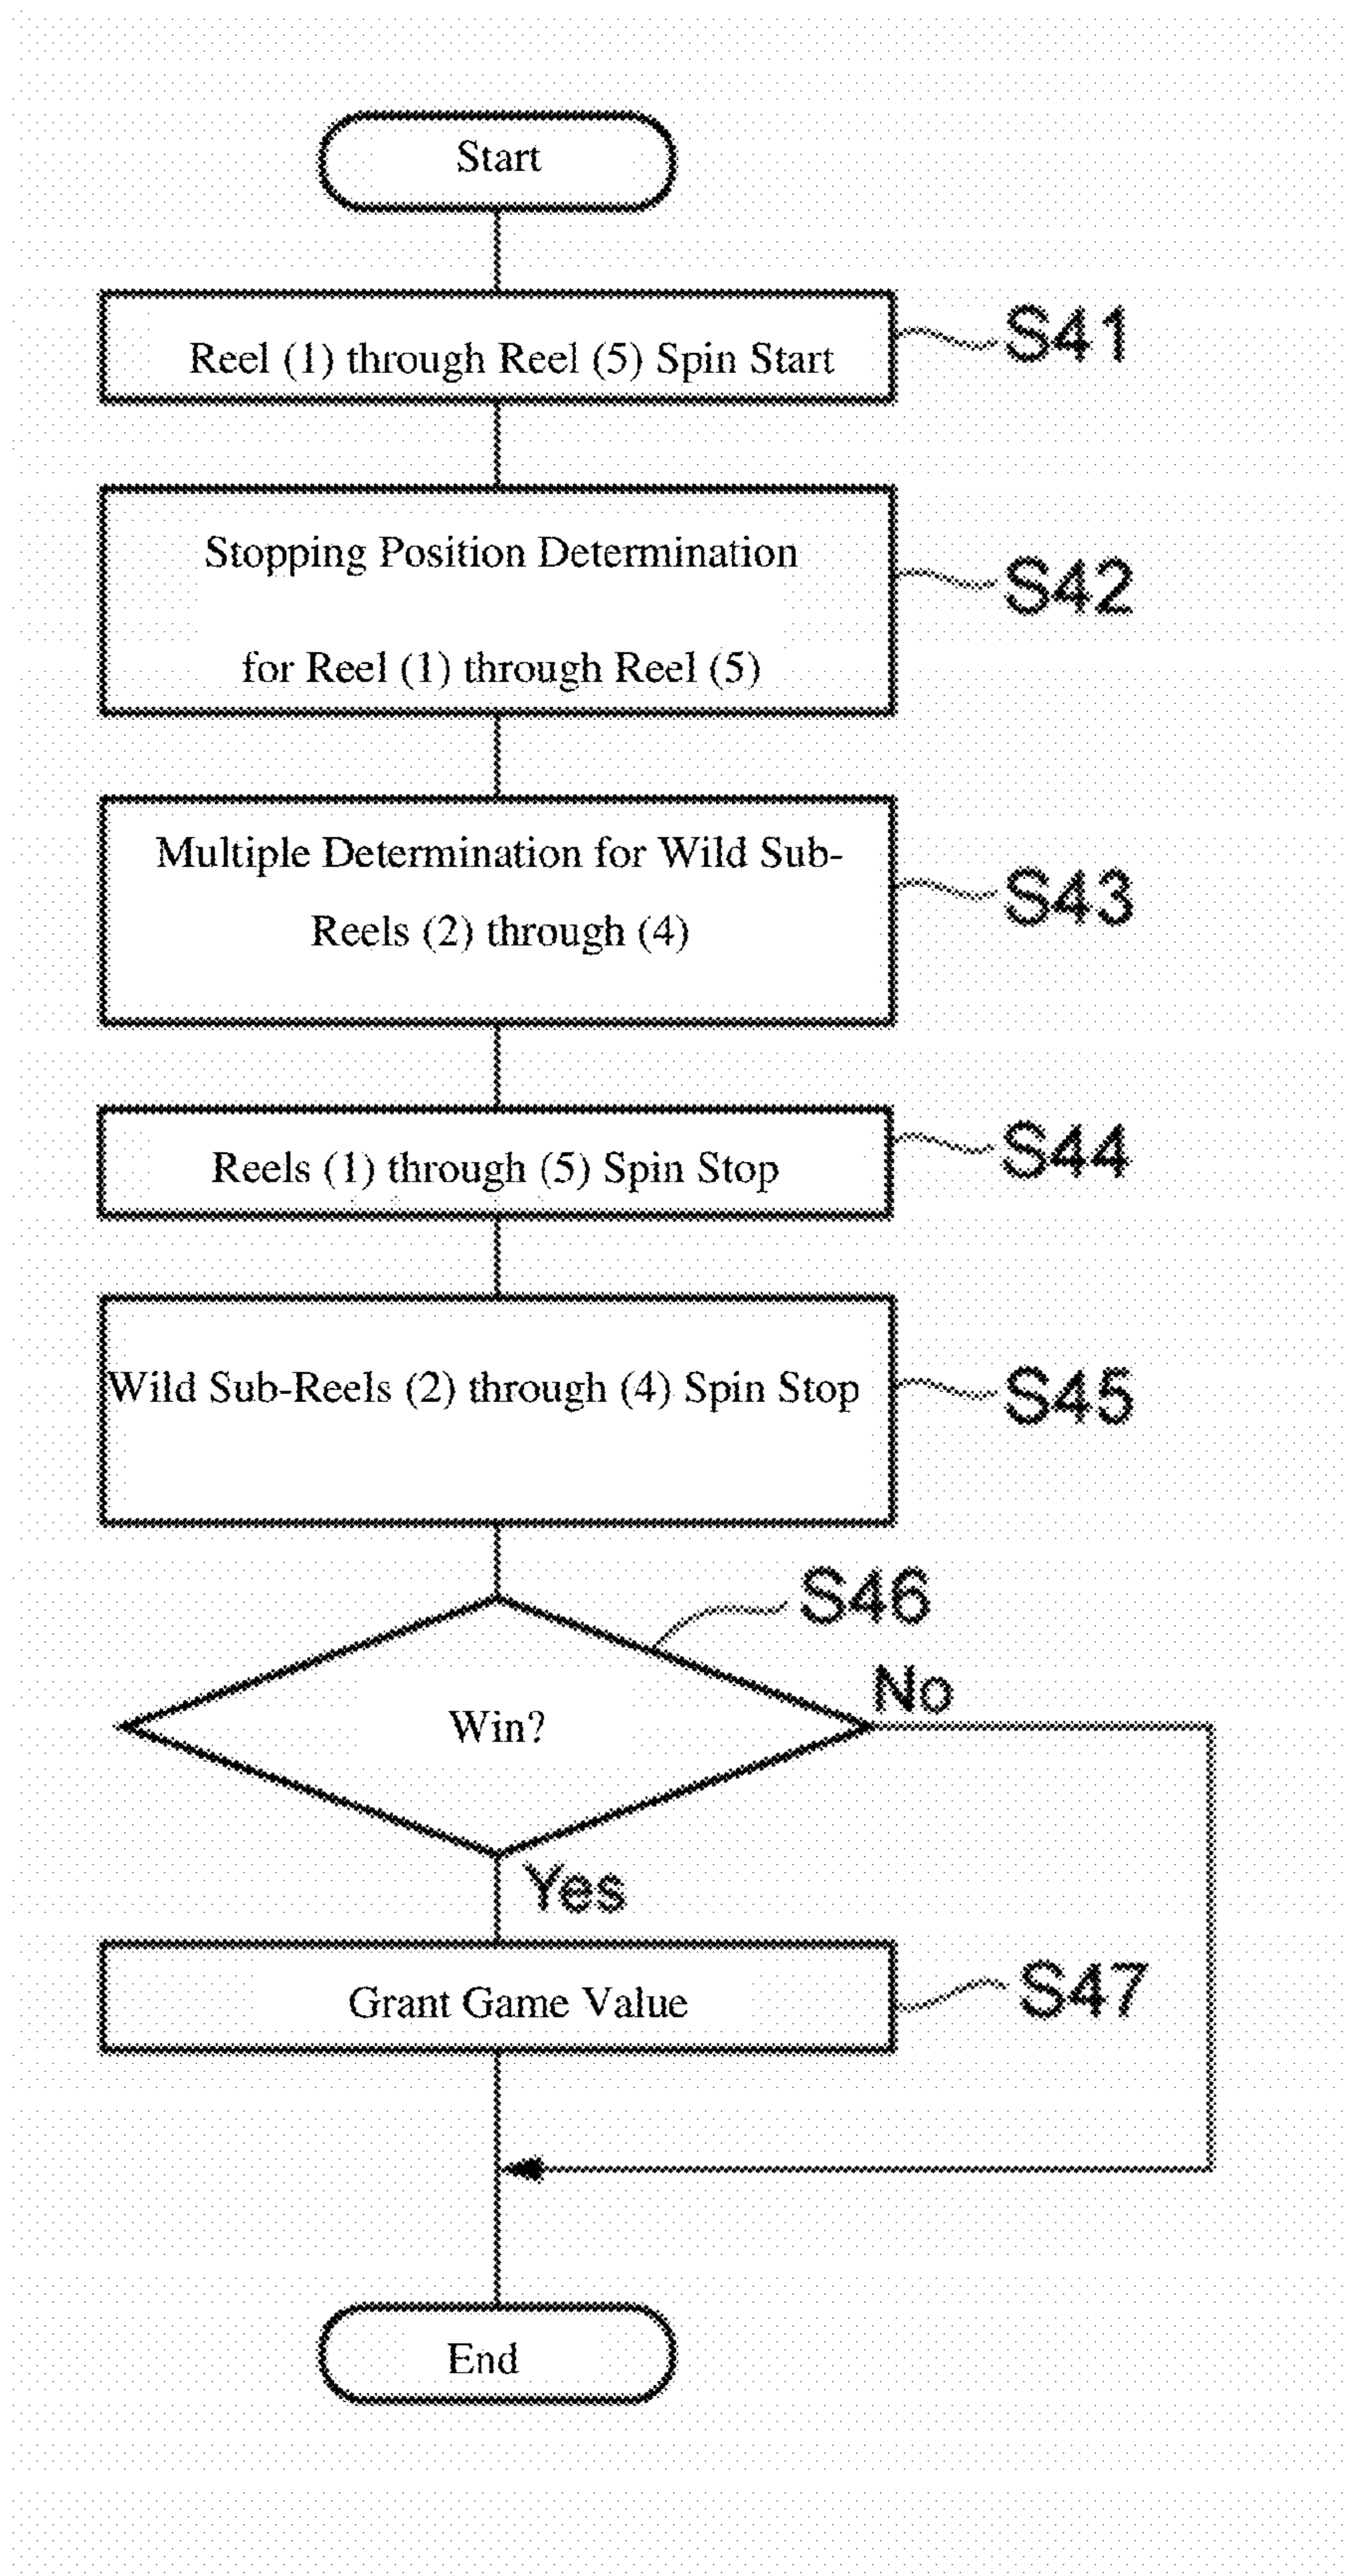 Start
Reel (1) through Reel (5) Spin Start
S41
Stopping Position Determination
for Reel (1) through Reel (5)
S42
Multiple Determination for Wild Sub-
Reels (2) through (4)
S43
Reels (1) through (5) Spin Stop
S44
Wild Sub-Reels (2) through (4) Spin Stop
S45
S46
Win?
No
Yes
Grant Game Value
S47
End